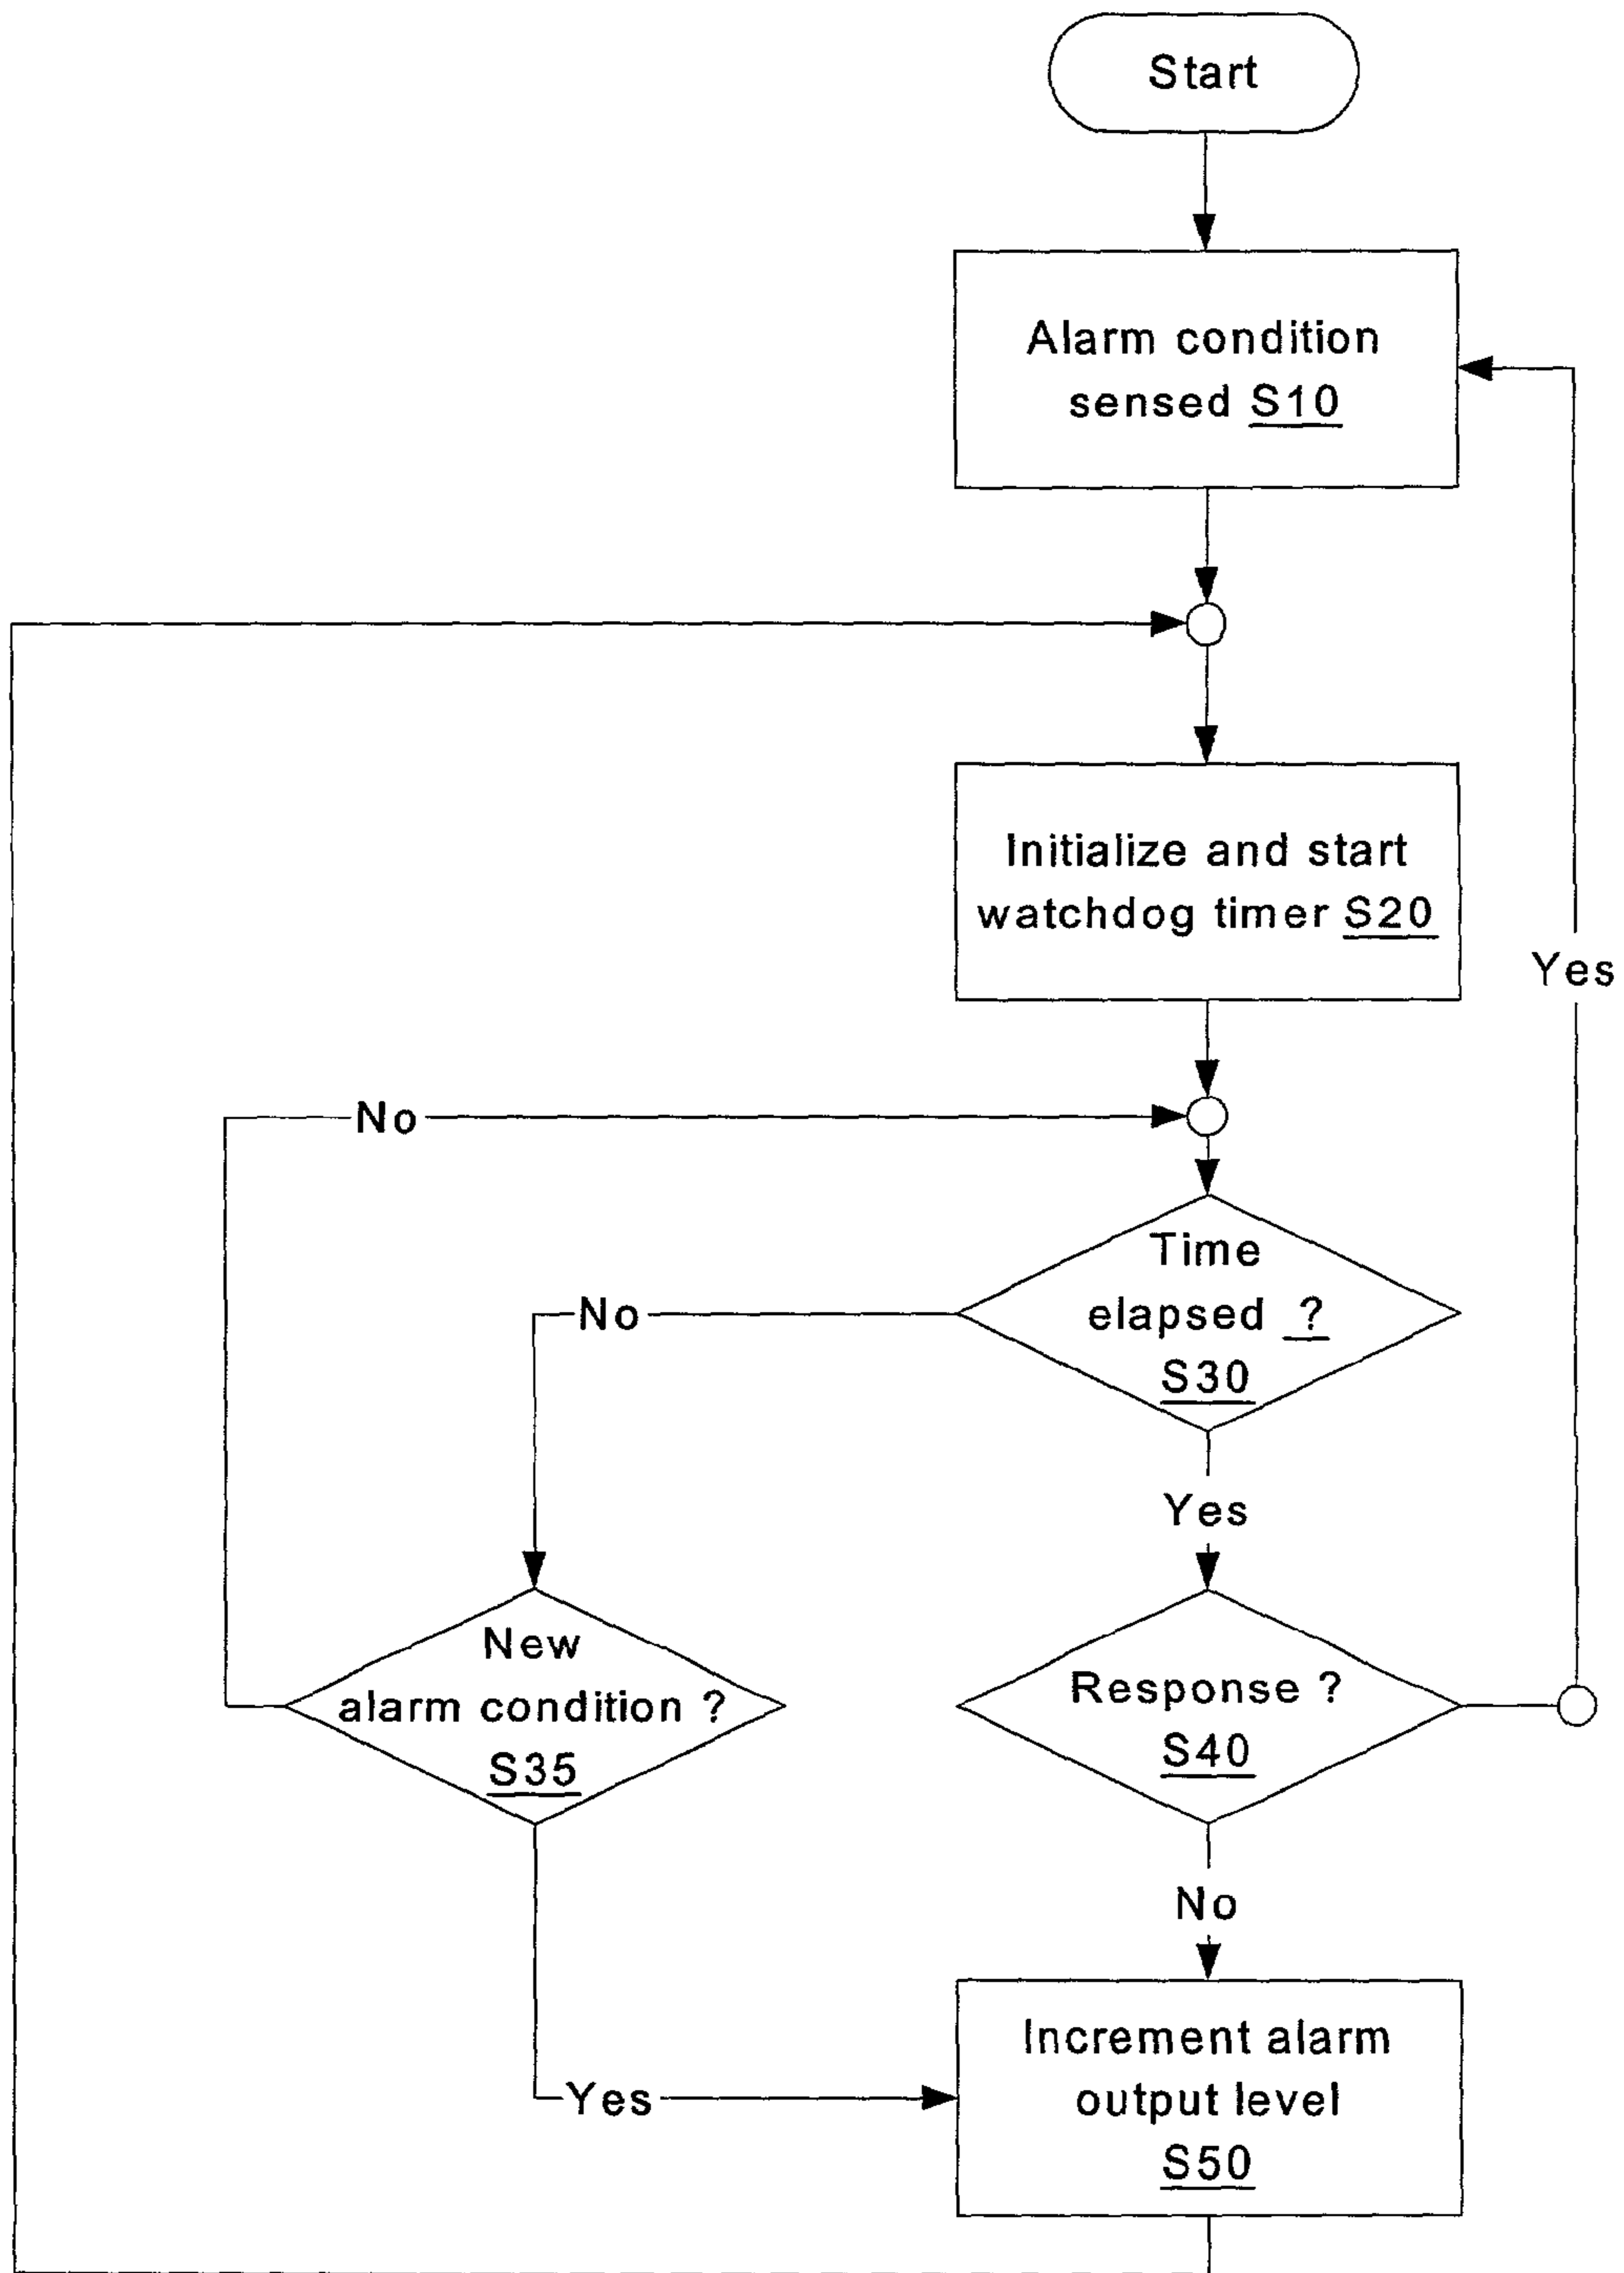 Start
Alarm condition
sensed S10
Initialize and start
watchdog timer S20
Yes
No
Time
elapsed ?
S30
No
Yes
New
alarm condition ?
S35
Response ?
S40
No
Increment alarm
output level
S50
Yes